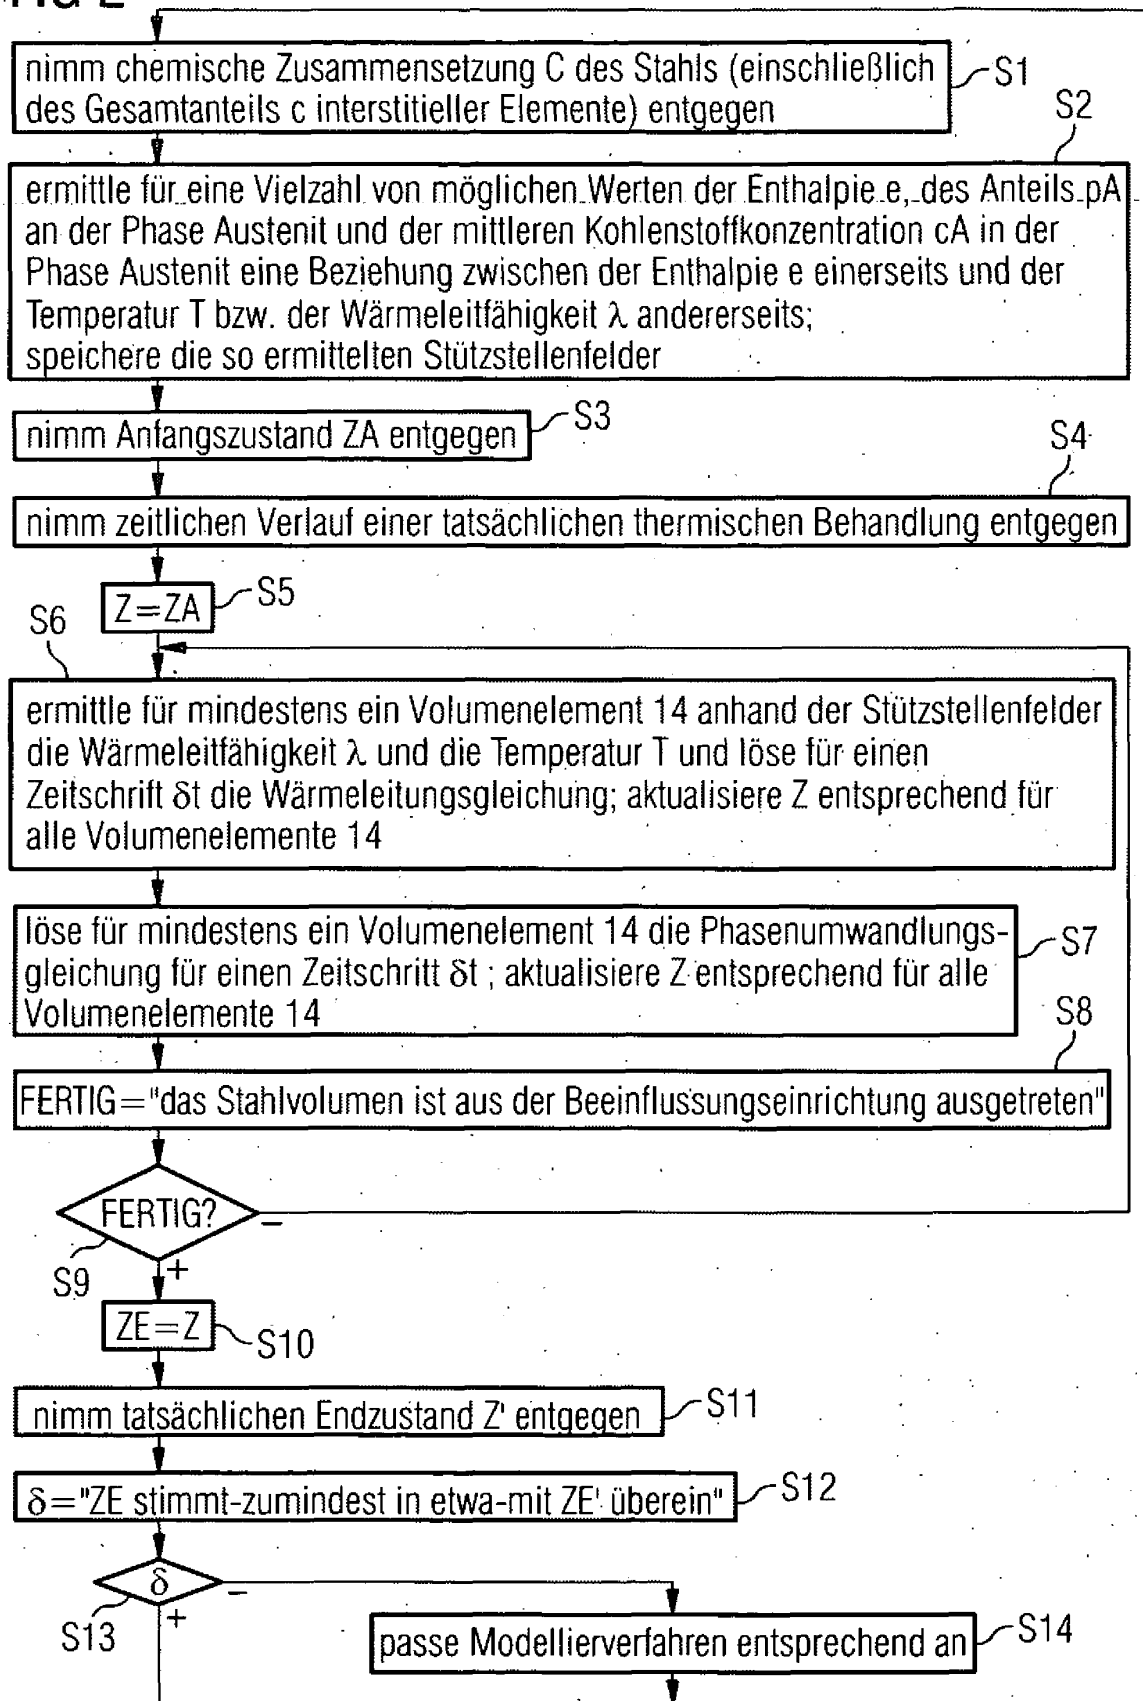 FIG 2
nimm chemische Zusammensetzung C des Stahls (einschließlich
des Gesamtanteils c interstitieller Elemente) entgegen
S1
S2
ermittle für eine Vielzahl von möglichen Werten der Enthalpie e, des Anteils pA
an der Phase Austenit und der mittleren Kohlenstoffkonzentration cA in der
Phase Austenit eine Beziehung zwischen der Enthalpie e einerseits und der
Temperatur T bzw. der Wärmeleitfähigkeit λ andererseits;
speichere die so ermittelten Stützstellenfelder
nimm Anfangszustand ZA entgegen
S3
S4
nimm zeitlichen Verlauf einer tatsächlichen thermischen Behandlung entgegen
Z=ZA
S5
S6
ermittle für mindestens ein Volumenelement 14 anhand der Stützstellenfelder
die Wärmeleitfähigkeit λ und die Temperatur T und löse für einen
Zeitschrift δt die Wärmeleitungsgleichung; aktualisiere Z entsprechend für
alle Volumenelemente 14
löse für mindestens ein Volumenelement 14 die Phasenumwandlungs-
gleichung für einen Zeitschritt δt ; aktualisiere Z entsprechend für alle
Volumenelemente 14
S7
S8
FERTIG="das Stahlvolumen ist aus der Beeinflussungseinrichtung ausgetreten"
FERTIG?
−
S9
+
ZE=Z
S10
nimm tatsächlichen Endzustand Z' entgegen
S11
δ="ZE stimmt-zumindest in etwa-mit ZE' überein"
S12
δ
−
S13
+
passe Modellierverfahren entsprechend an
S14